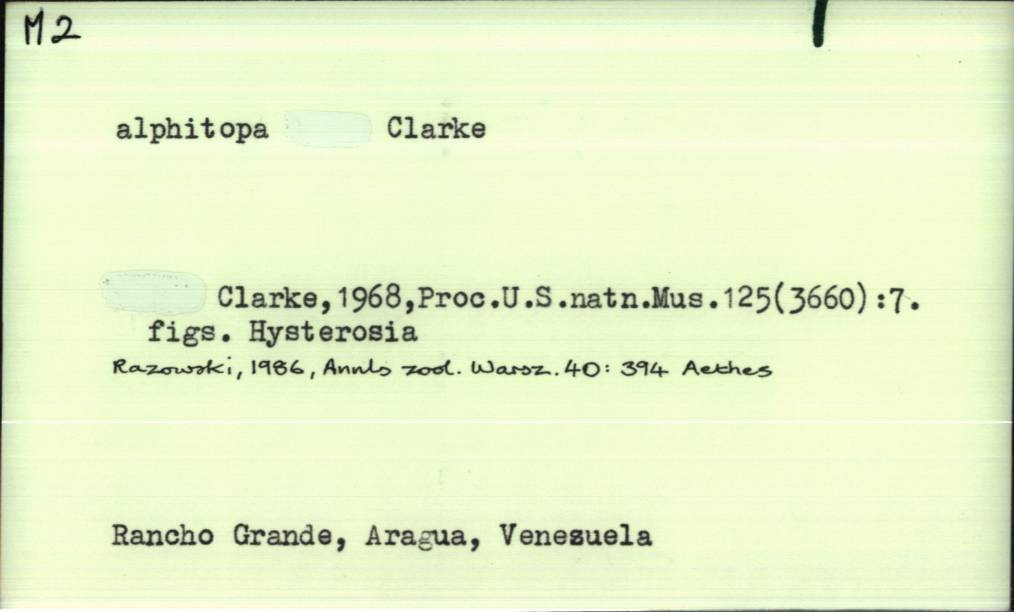 M2
alphitopa Clarke
Clarke,1968,Proc.U.S.natn.Mus.125(3660):7.
figs. Hysterosia
Razowski, 1986, Annls zool. Warsz. 40: 394 Aethes
Rancho Grande, Aragua, Venezuela